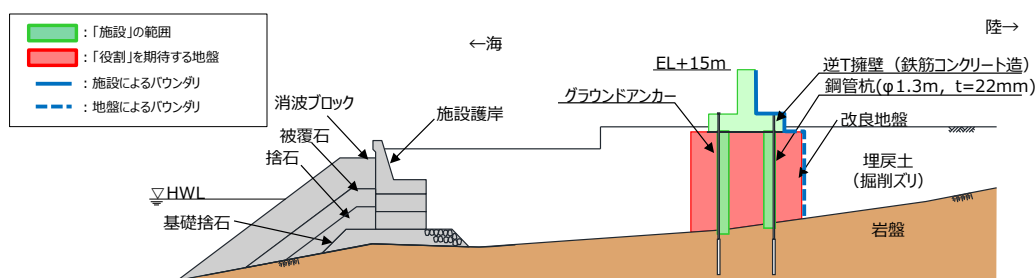 ：「施設」の範囲
：「役割」を期待する地盤
：施設によるバウンダリ
：地盤によるバウンダリ
←海
陸→
EL+15m
逆T擁壁（鉄筋コンクリート造）
グラウンドアンカー
鋼管杭(φ1.3m，t=22mm)
消波ブロック
施設護岸
改良地盤
被覆石
捨石
埋戻土
（掘削ズリ）
▽HWL
基礎捨石
岩盤